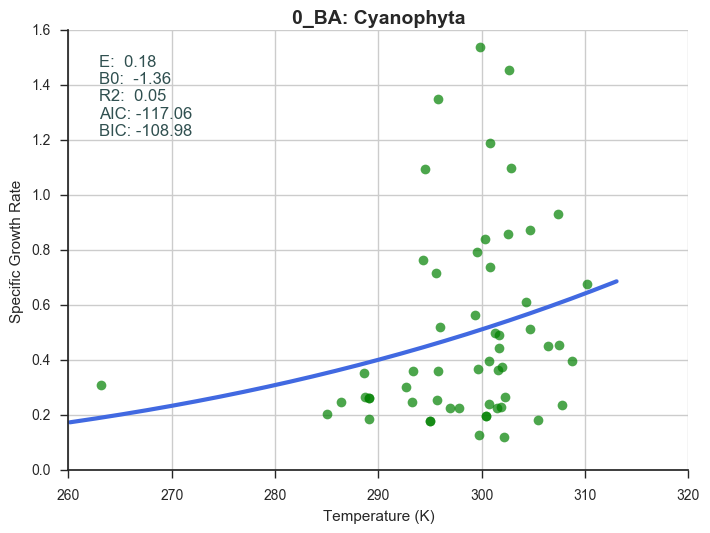 0_BA: Cyanophyta
1.6
E: 0.18
B0: -1.36
R2: 0.05
AIC: -117.06
BIC: -108.98
1.4
1.2
1.0
0.8
0.6
0.4
0.2
0.0
Specific Growth Rate
260 270 280 290 300 310 320
Temperature (K)